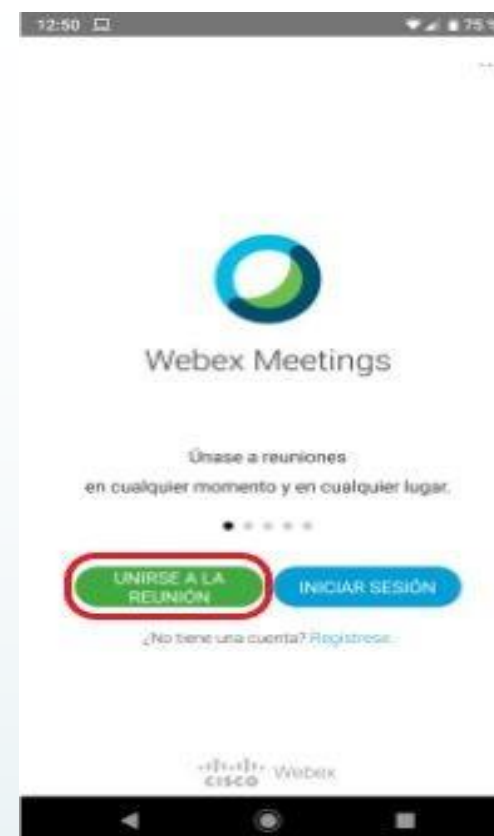 12:50
75 %
Webex Meetings
Únase a reuniones
en cualquier momento y en cualquier lugar.
UNIRSE A LA
REUNIÓN
INICIAR SESIÓN
¿No tiene una cuenta? Regístrese.
CISCO Webex